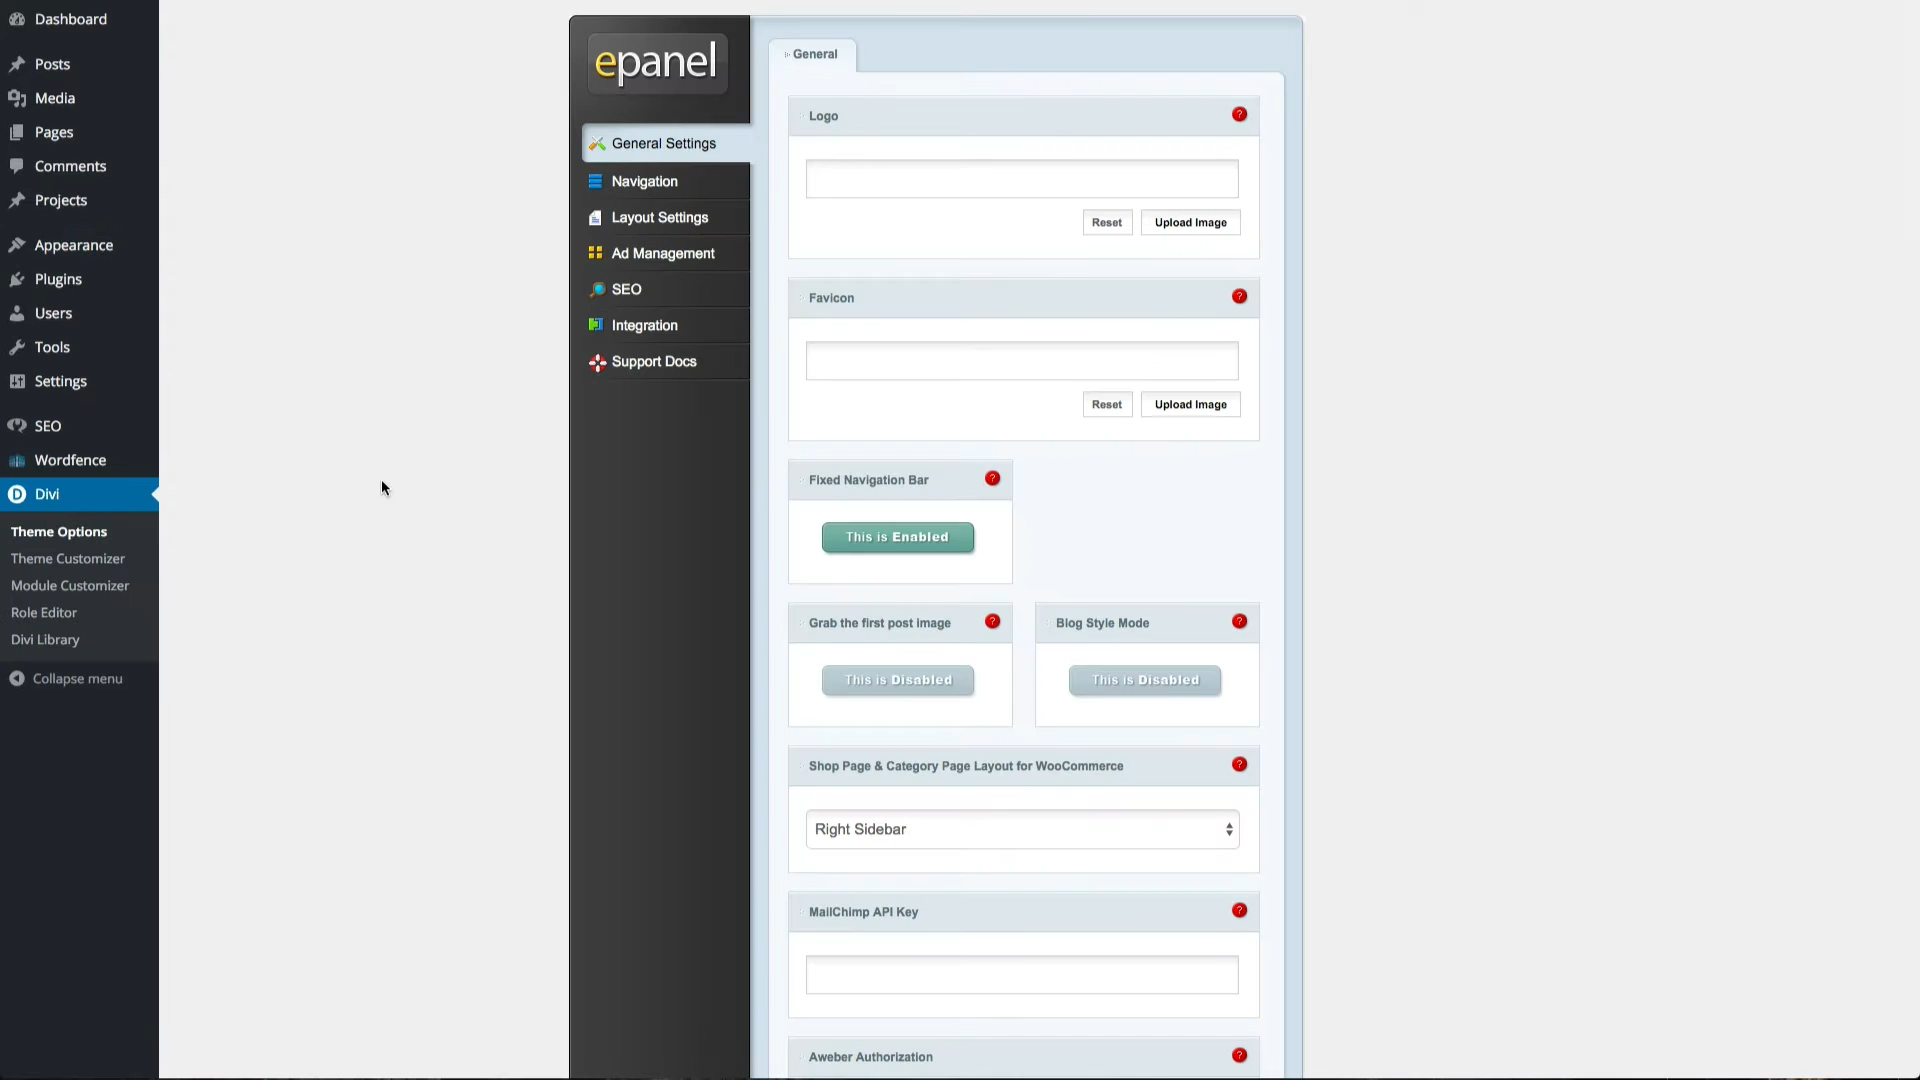 Dashboard
Posts
Media
Pages
Comments
Projects
Appearance
Plugins
Users
Tools
Settings
SEO
Wordfence
Divi
Theme Options
Theme Customizer
Module Customizer
Role Editor
Divi Library
Collapse menu
epanel
General Settings
Navigation
Layout Settings
Ad Management
SEO
Integration
Support Docs
General
Logo
?
Reset
Upload Image
Favicon
?
Reset
Upload Image
Fixed Navigation Bar
?
This is Enabled
Grab the first post image
?
This is Disabled
Blog Style Mode
?
This is Disabled
Shop Page & Category Page Layout for WooCommerce
?
Right Sidebar
MailChimp API Key
?
Aweber Authorization
?